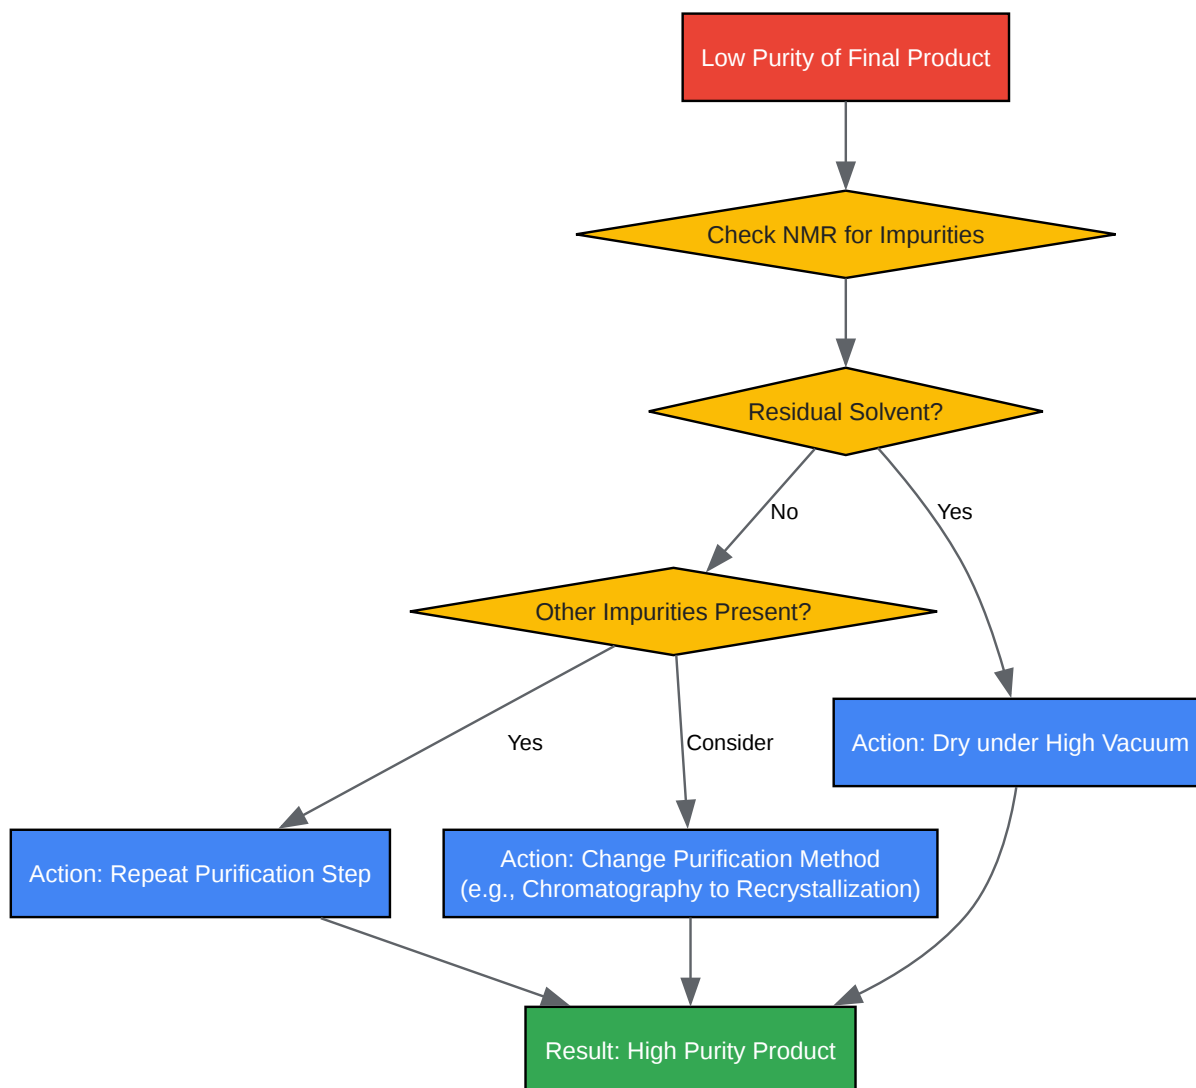 Low Purity of Final Product
Check NMR for Impurities
Residual Solvent?
No
Yes
Other Impurities Present?
Yes
Consider
Action: Dry under High Vacuum
Action: Repeat Purification Step
Action: Change Purification Method
(e.g., Chromatography to Recrystallization)
Result: High Purity Product